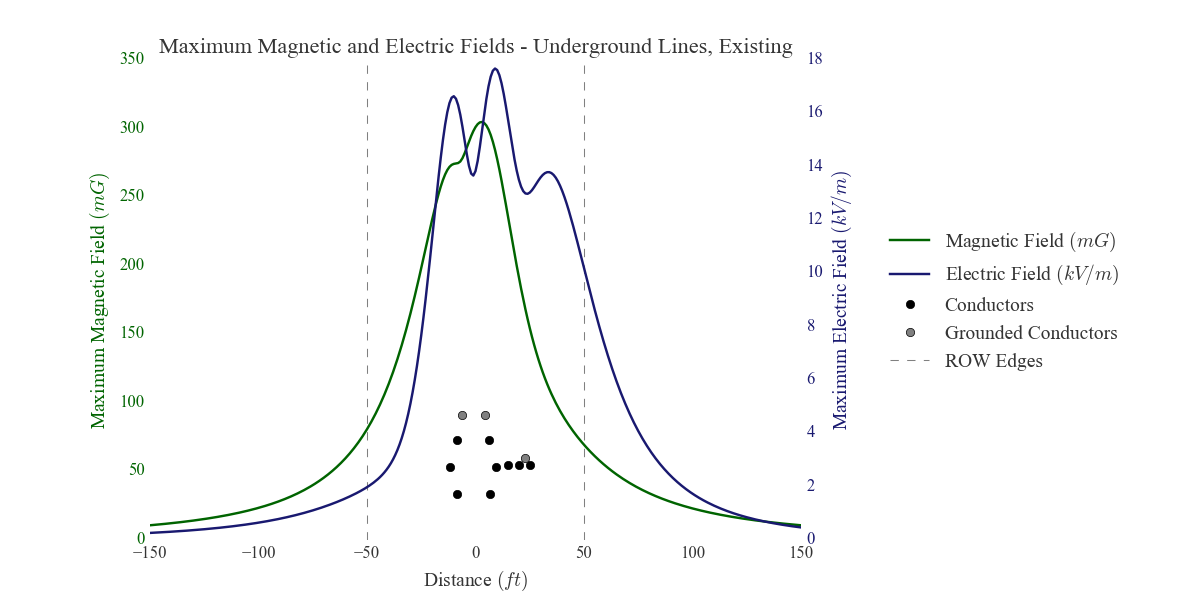 Maximum Magnetic and Electric Fields - Underground Lines, Existing
350
300
250
200
150
100
50
0
Maximum Magnetic Field (mG)
18
16
14
12
10
8
6
4
2
0
Maximum Electric Field (kV/m)
−150
−100
−50
0
50
100
150
Distance (ft)
Magnetic Field (mG)
Electric Field (kV/m)
Conductors
Grounded Conductors
ROW Edges